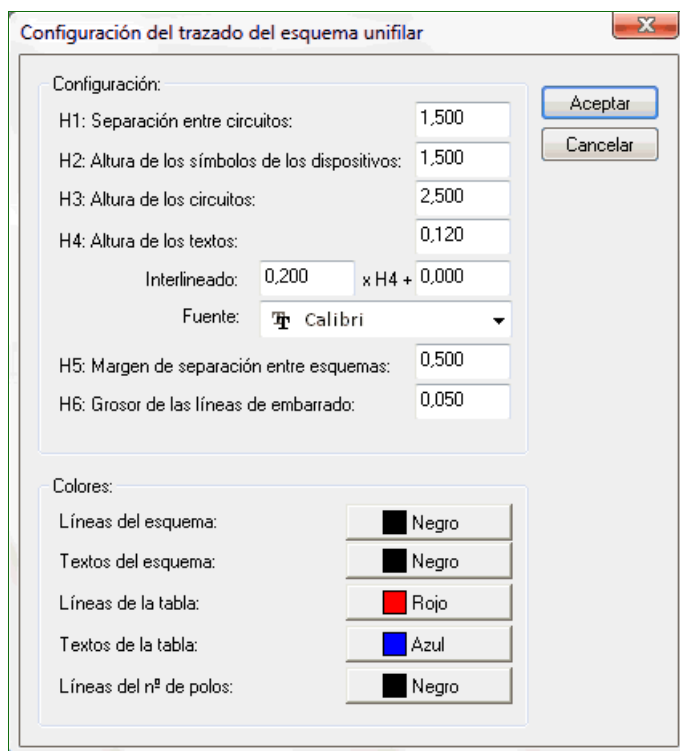 Configuración del trazado del esquema unifilar
Configuración:
H1: Separación entre circuitos: 1,500
H2: Altura de los símbolos de los dispositivos: 1,500
H3: Altura de los circuitos: 2,500
H4: Altura de los textos: 0,120
Interlineado: 0,200 x H4 + 0,000
Fuente: Calibri
H5: Margen de separación entre esquemas: 0,500
H6: Grosor de las líneas de embarrado: 0,050
Aceptar
Cancelar
Colores:
Líneas del esquema: Negro
Textos del esquema: Negro
Líneas de la tabla: Rojo
Textos de la tabla: Azul
Líneas del nº de polos: Negro